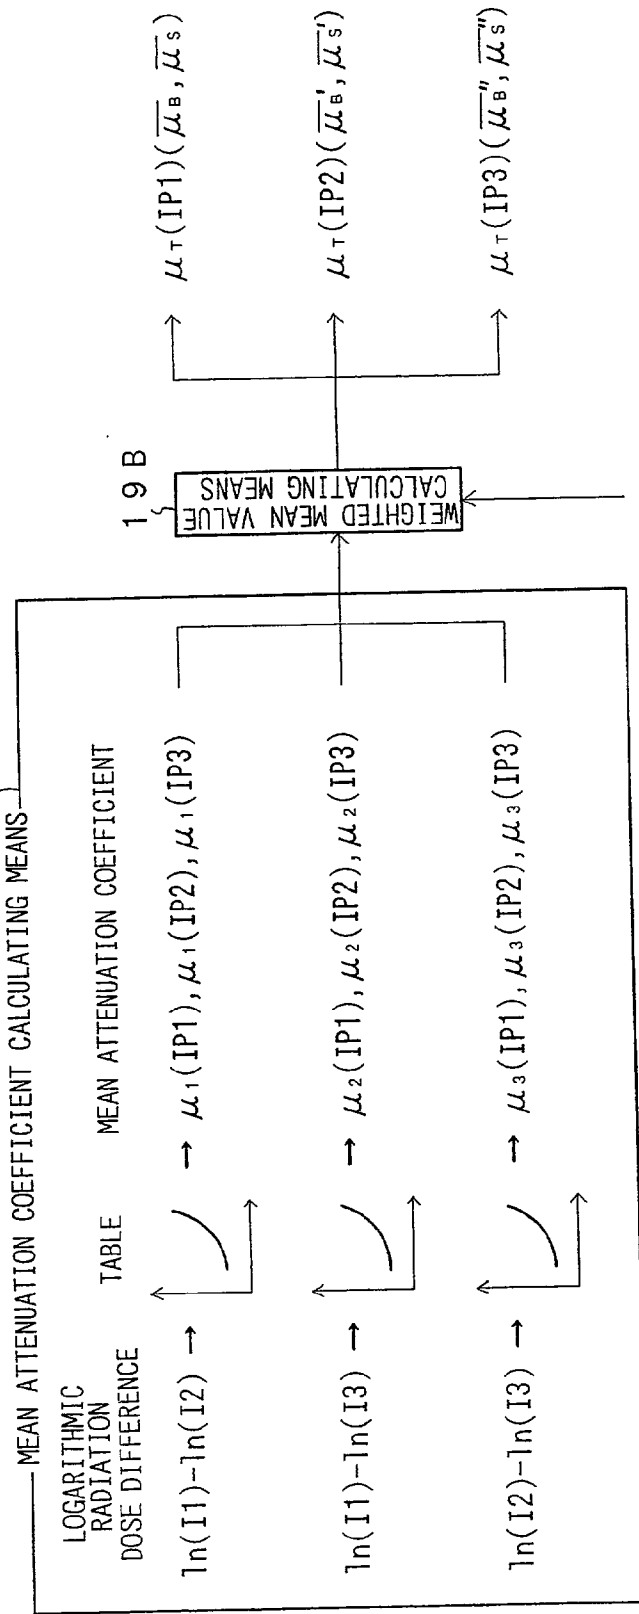 MEAN ATTENUATION COEFFICIENT CALCULATING MEANS
LOGARITHMIC
RADIATION
DOSE DIFFERENCE
TABLE
MEAN ATTENUATION COEFFICIENT
ln(I1)-ln(I2) → → μ₁(IP1), μ₁(IP2), μ₁(IP3)
ln(I1)-ln(I3) → → μ₂(IP1), μ₂(IP2), μ₂(IP3)
ln(I2)-ln(I3) → → μ₃(IP1), μ₃(IP2), μ₃(IP3)
19B
WEIGHTED MEAN VALUE
CALCULATING MEANS
μT(IP1)(μ̅B, μ̅S)
μT(IP2)(μ̅B', μ̅S')
μT(IP3)(μ̅B", μ̅S")